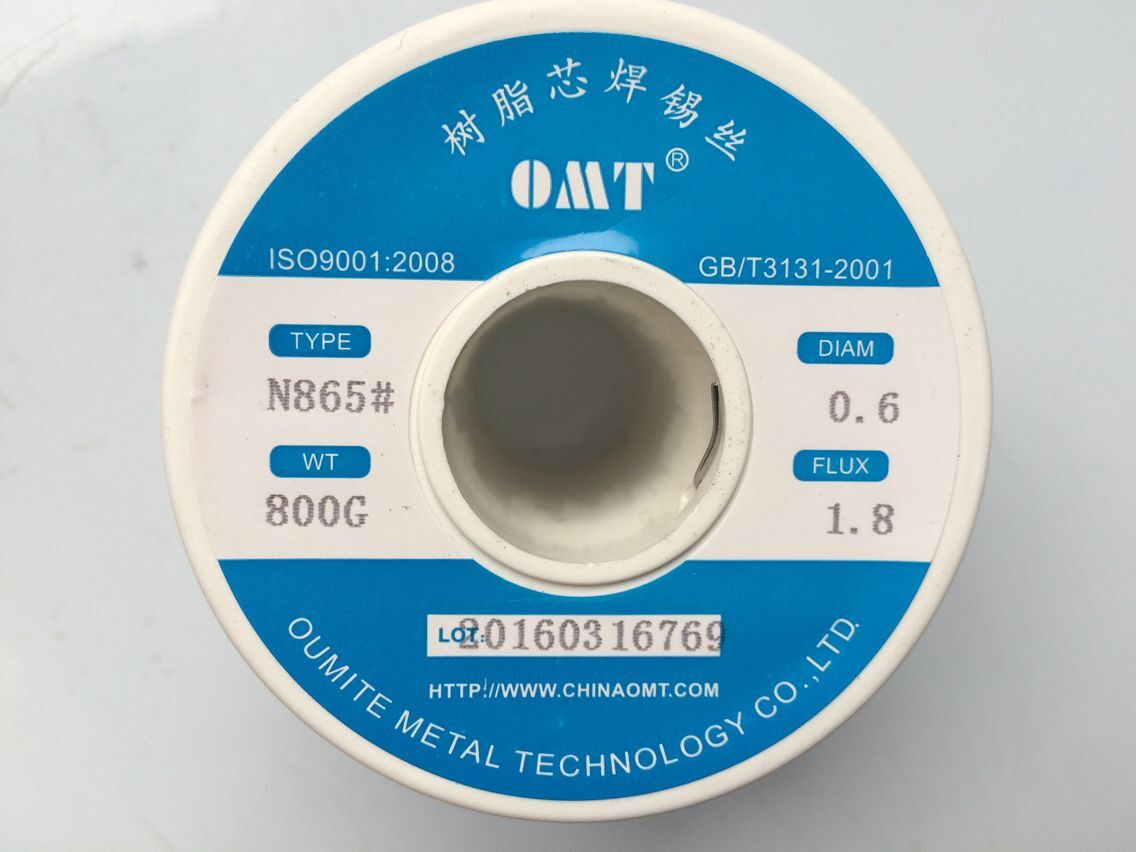 树脂芯焊锡丝
OMT®
ISO9001:2008
GB/T3131-2001
TYPE
N865#
DIAM
0.6
WT
800G
FLUX
1.8
LOT: 20160316769
HTTP://WWW.CHINAOMT.COM
OUMITE METAL TECHNOLOGY CO.,LTD.